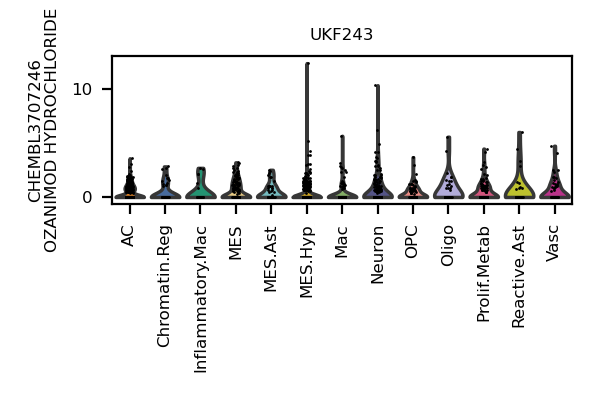 UKF243
CHEMBL3707246
OZANIMOD HYDROCHLORIDE
10
0
AC
Chromatin.Reg
Inflammatory.Mac
MES
MES.Ast
MES.Hyp
Mac
Neuron
OPC
Oligo
Prolif.Metab
Reactive.Ast
Vasc